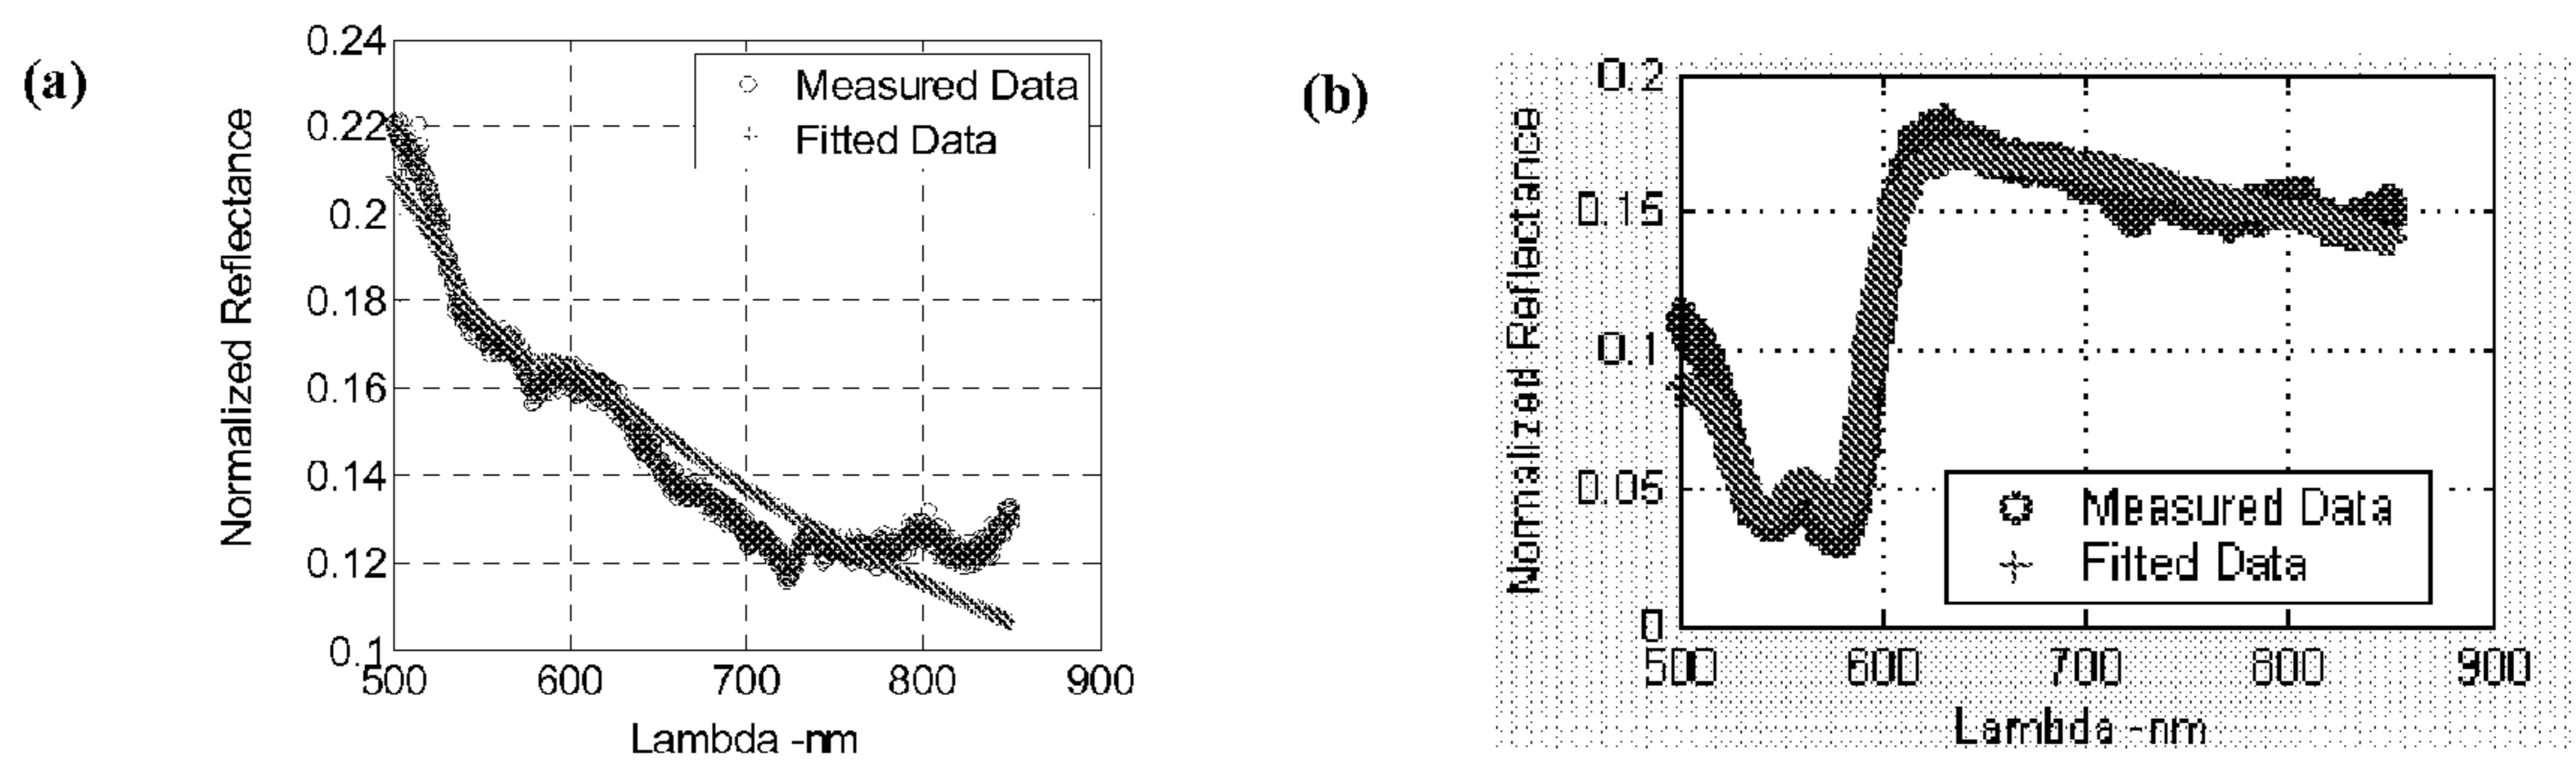 (a)
Normalized Reflectance
0.24
0.22
0.2
0.18
0.16
0.14
0.12
0.1
500 600 700 800 900
Lambda -nm
Measured Data
Fitted Data
(b)
Normalized Reflectance
0.2
0.15
0.1
0.05
0
500 600 700 800 900
Lambda -nm
Measured Data
Fitted Data